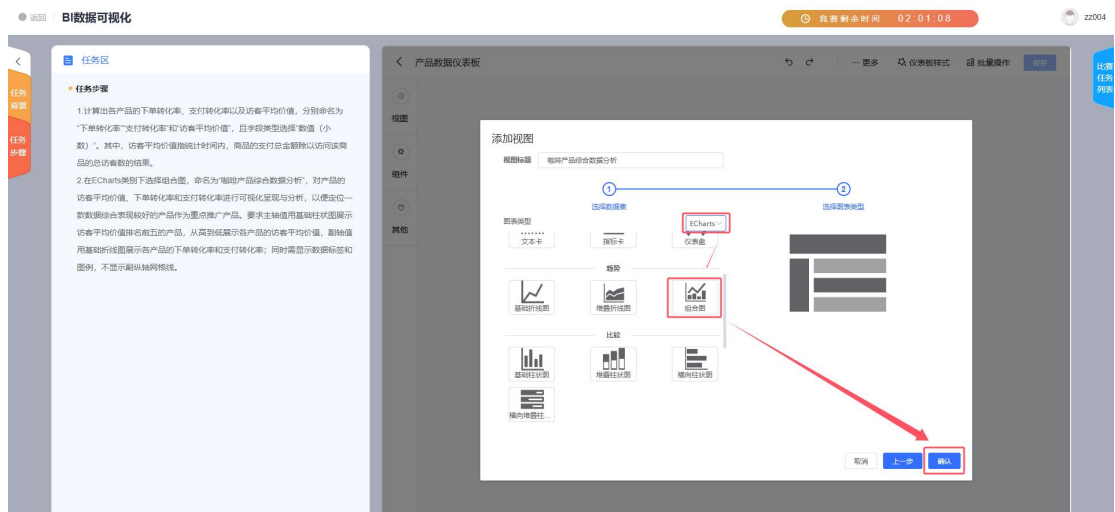 返回 BI数据可视化
竞赛剩余时间 02:01:08
zz004
任务背景
任务步骤
任务区
任务步骤
1.计算出各产品的下单转化率、支付转化率以及访客平均价值，分别命名为
“下单转化率”“支付转化率”和“访客平均价值”，且字段类型选择“数值（小
数）”。其中，访客平均价值指统计时间内，商品的支付总金额除以访问该商
品的总访客数的结果。
2.在ECharts类别下选择组合图，命名为“咖啡产品综合数据分析”，对产品的
访客平均价值、下单转化率和支付转化率进行可视化呈现与分析，以便定位一
款数据综合表现较好的产品作为重点推广产品。要求主轴值用基础柱状图展示
访客平均价值排名前五的产品，从高到低展示各产品的访客平均价值，副轴值
用基础折线图展示各产品的下单转化率和支付转化率；同时需显示数据标签和
图例，不显示副纵轴网格线。
产品数据仪表板
更多 仪表板样式 批量操作 保存
视图
组件
其他
添加视图
视图标题 咖啡产品综合数据分析
1 2
选择数据集 选择图表类型
图表类型 ECharts
文本卡 指标卡 仪表盘
趋势
基础折线图 堆叠折线图 组合图
比较
基础柱状图 堆叠柱状图 横向柱状图
横向堆叠柱...
取消 上一步 确认
比赛
任务
列表